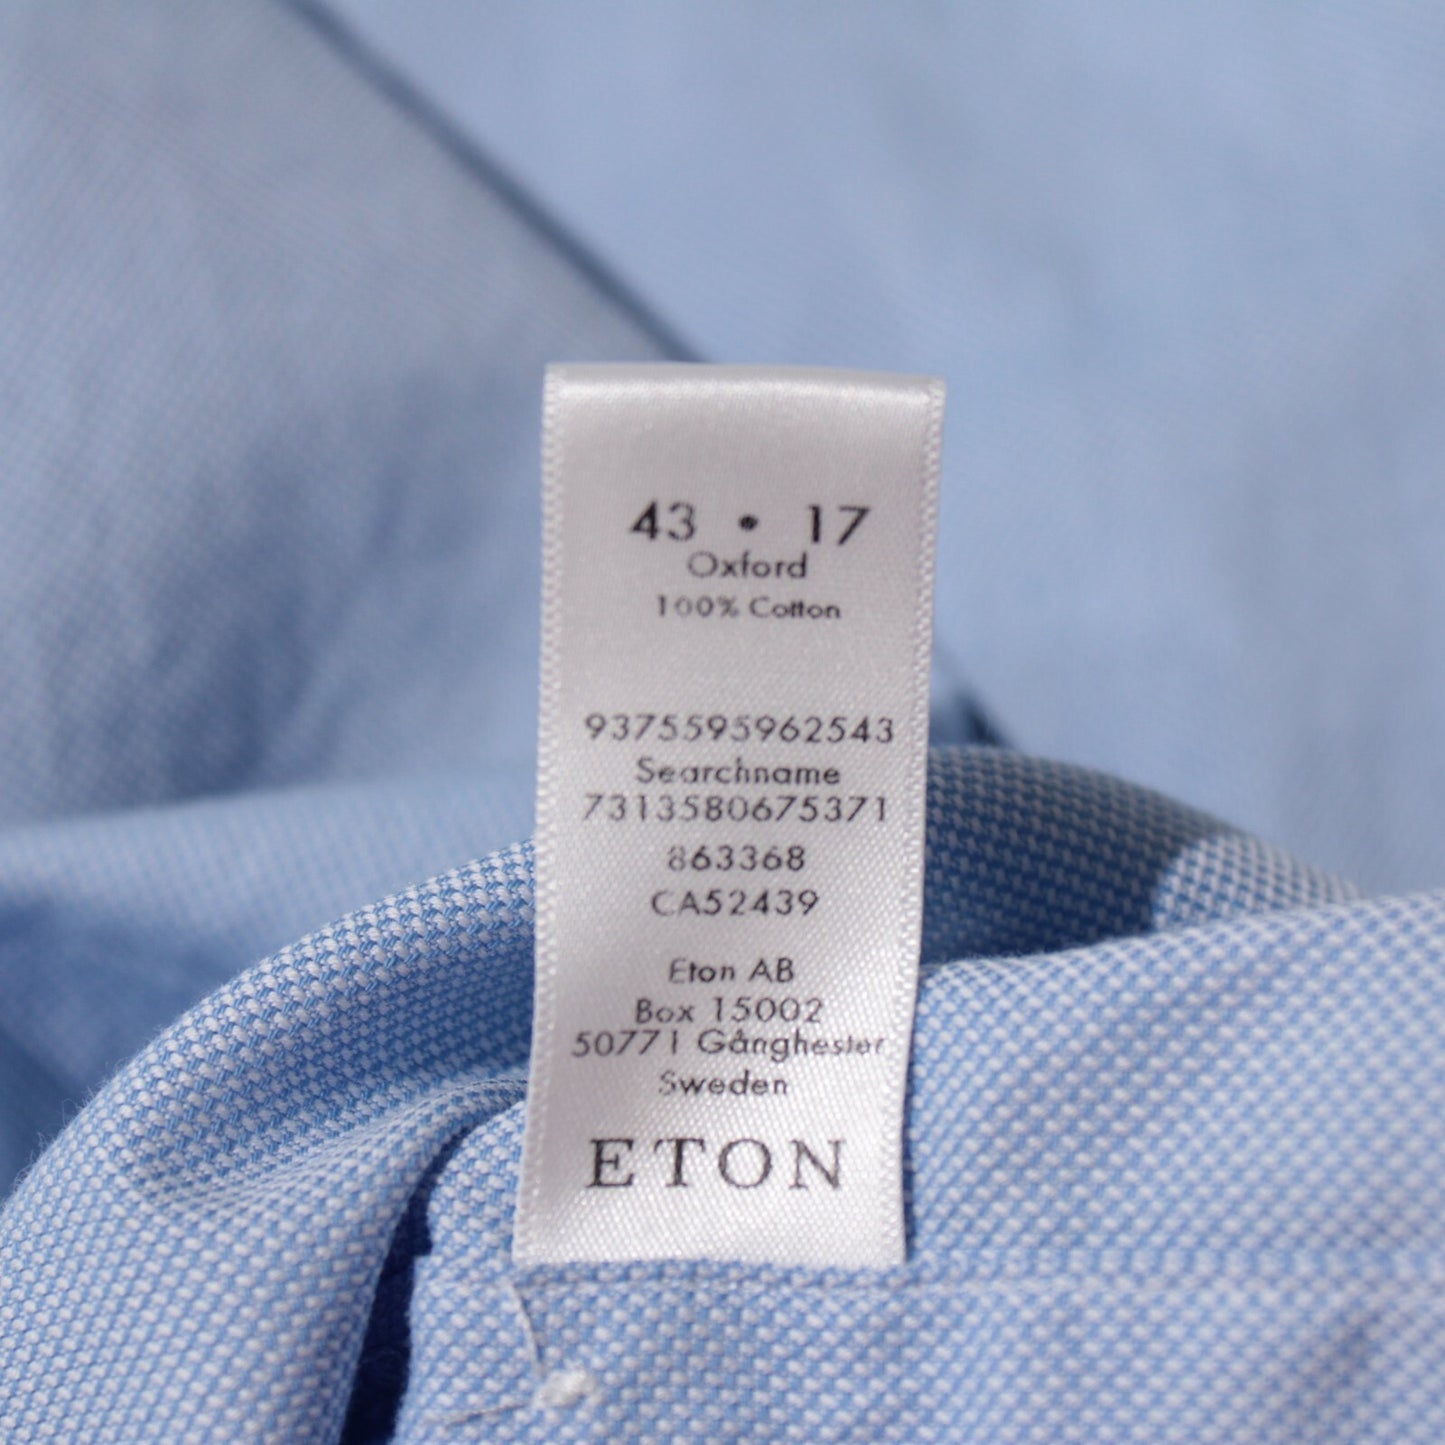 43 • 17
Oxford
100% Cotton
9375595962543
Searchname
7313580675371
863368
CA52439
Eton AB
Box 15002
50771 Gånghester
Sweden
ETON